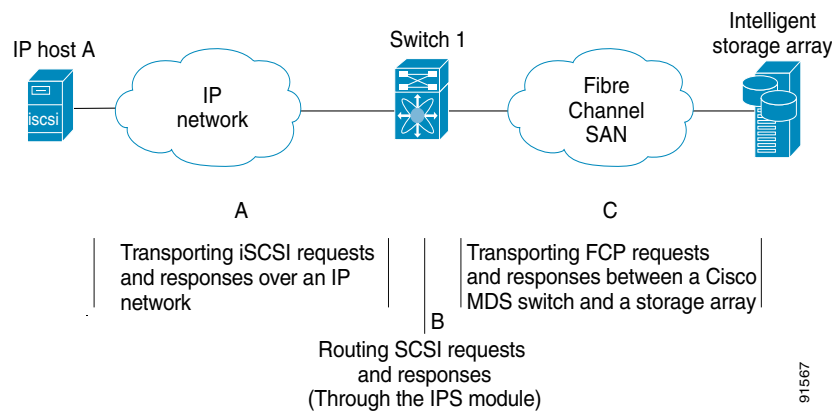 IP host A
Switch 1
Intelligent
storage array
iscsi
IP
network
Fibre
Channel
SAN
A
C
Transporting iSCSI requests
and responses over an IP
network
Transporting FCP requests
and responses between a Cisco
MDS switch and a storage array
B
Routing SCSI requests
and responses
(Through the IPS module)
91567